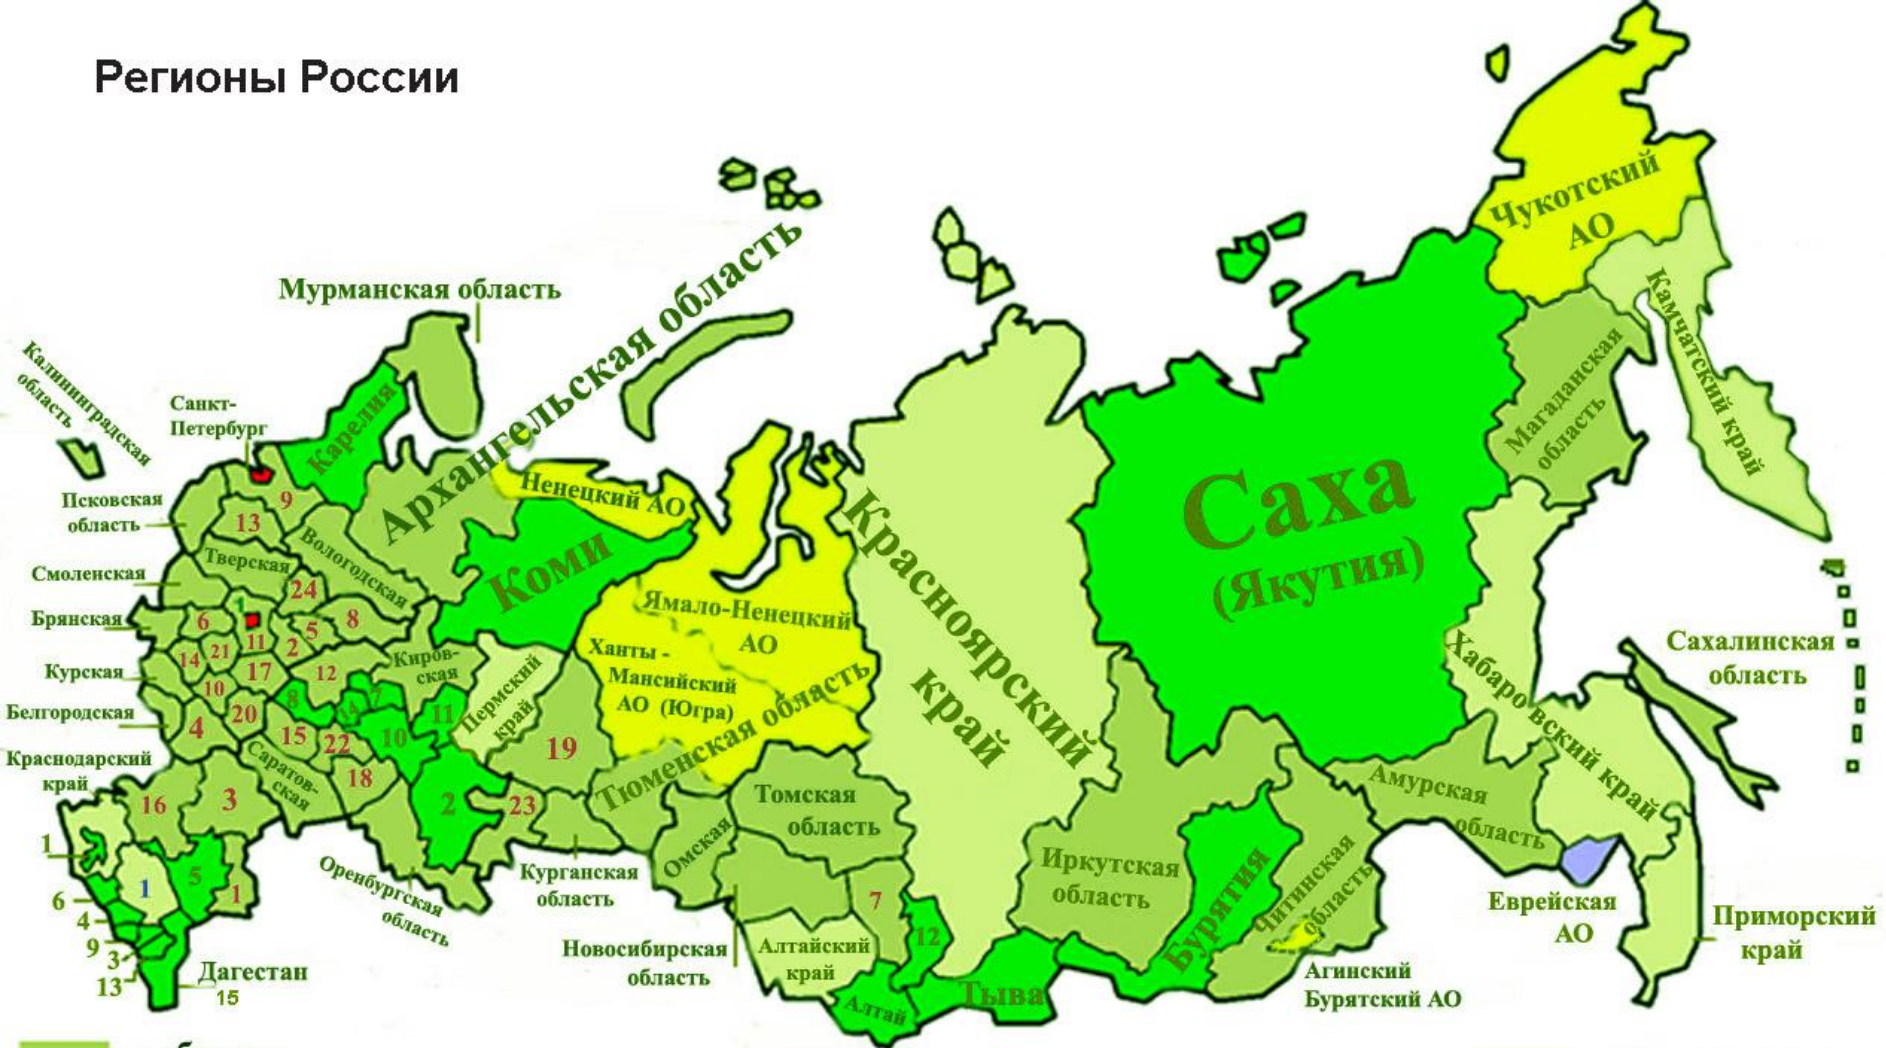 Регионы России
Мурманская область
Архангельская область
Калининградская
область
Санкт-
Петербург
Карелия
Псковская
область
9
13
Вологодская
Тверская
Смоленская
24
Брянская
1
6
11
5
8
2
14
21
17
12
Киров-
ская
Курская
10
8
14
7
11
Белгородская
4
20
15
22
10
Пермский
край
19
Краснодарский
край
Саратов-
ская
18
16
3
2
23
1
1
5
1
6
4
9
3
13
Дагестан
15
Оренбургская
область
Курганская
область
Ненецкий АО
Коми
Ямало-Ненецкий
АО
Ханты -
Мансийский
АО (Югра)
Тюменская область
Омская
Томская
область
Новосибирская
область
7
12
Алтайский
край
Алтай
Тыва
Красноярский
край
Саха
(Якутия)
Иркутская
область
Бурятия
Читинская
область
Агинский
Бурятский АО
Амурская
область
Еврейская
АО
Хабаровский край
Приморский
край
Сахалинская
область
Магаданская
область
Камчатский край
Чукотский
АО